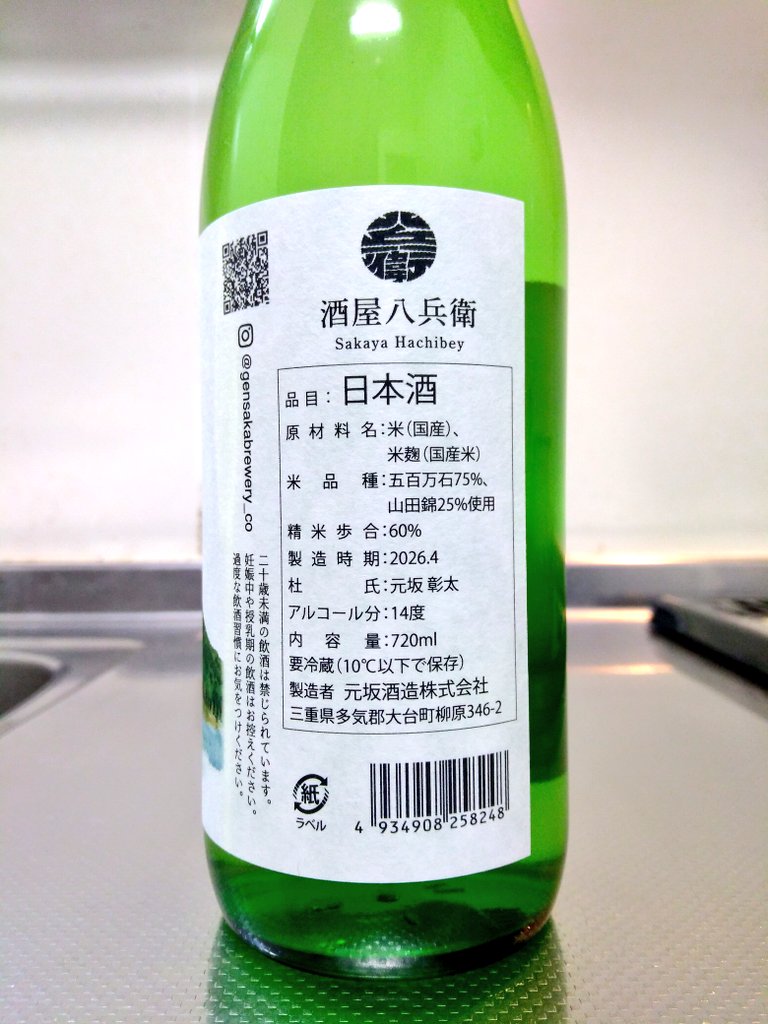 酒屋八兵衛
Sakaya Hachibey
品目：日本酒
原材料名：米（国産）、
米麹（国産米）
米品種：五百万石75%、
山田錦25%使用
精米歩合：60%
製造時期：2026.4
杜氏：元坂 彰太
アルコール分：14度
内容量：720ml
要冷蔵（10℃以下で保存）
製造者 元坂酒造株式会社
三重県多気郡大台町柳原346-2
@gensakabrewery_co
二十歳未満の飲酒は禁じられています。
妊娠中や授乳期の飲酒はお控えください。
過度な飲酒習慣にお気をつけください。
紙
ラベル
4 934908 258248